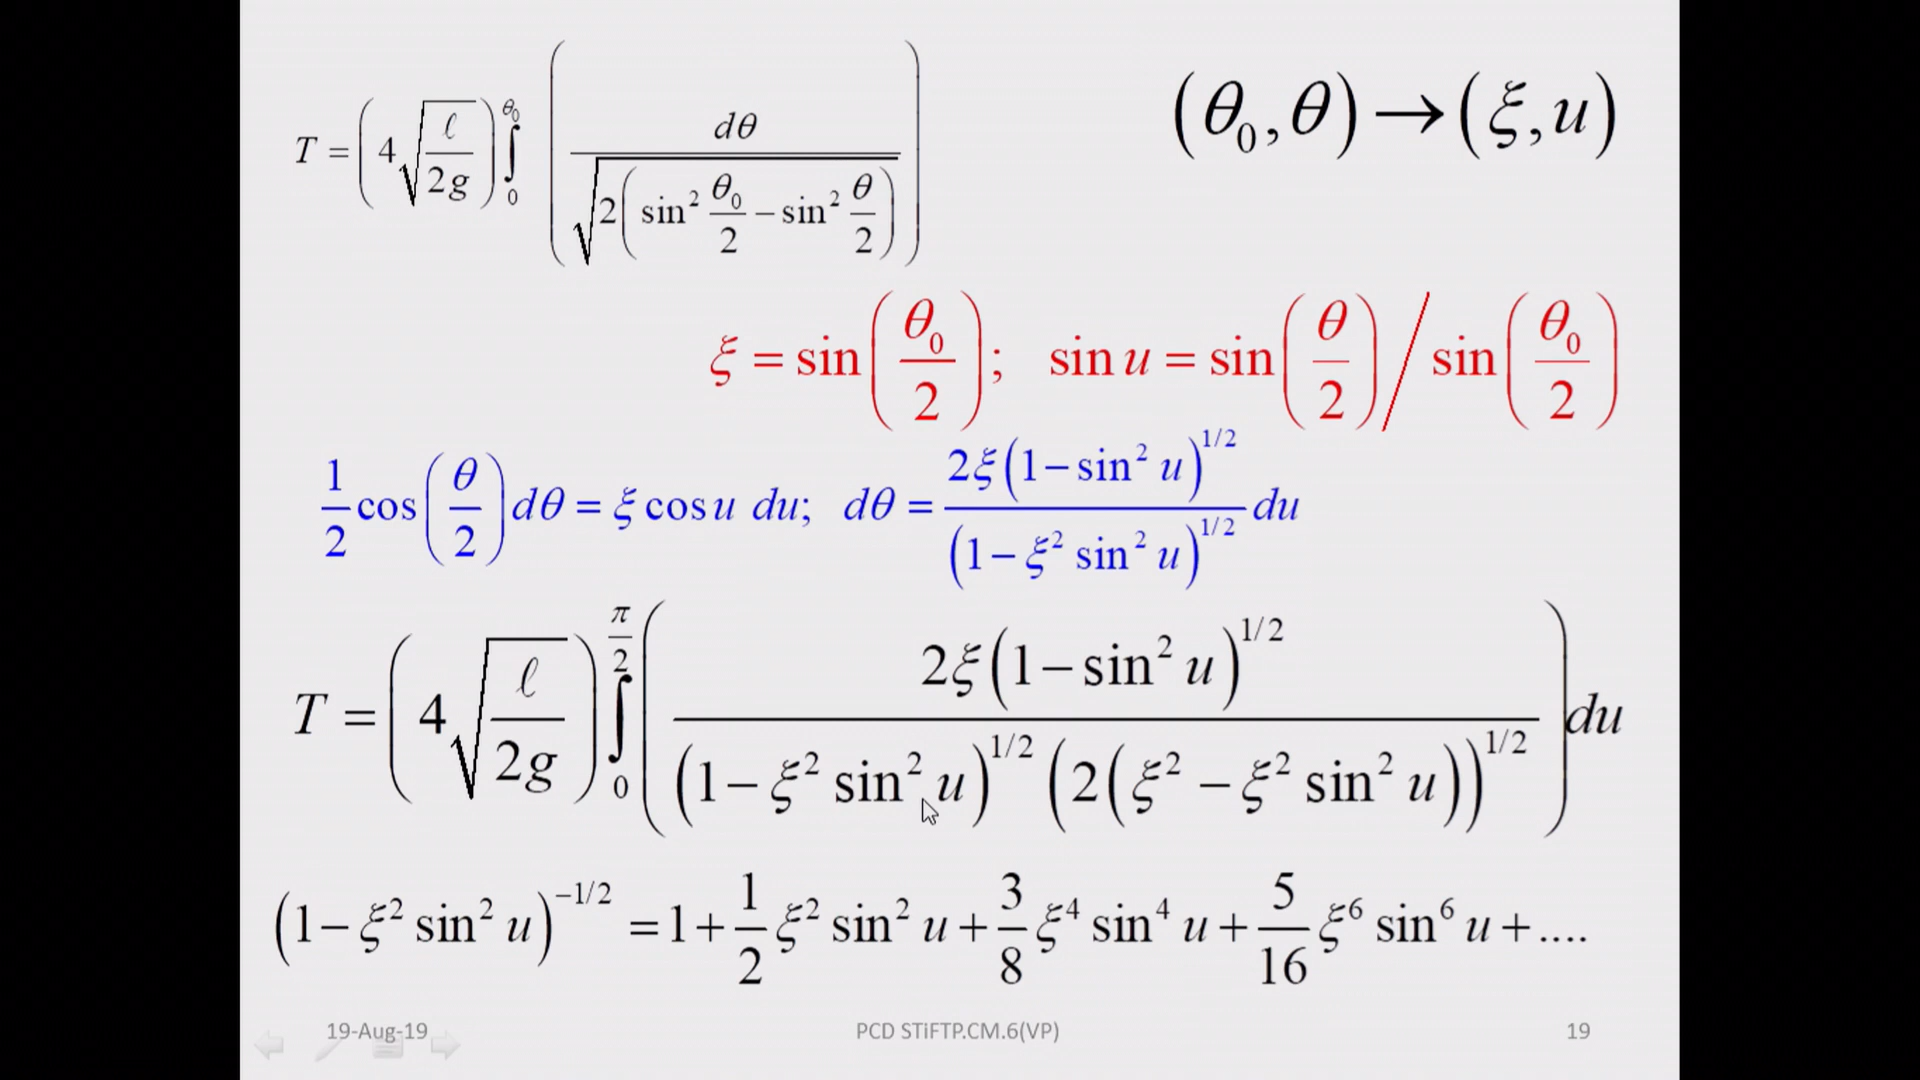 T = (4√(ℓ/2g)) ∫₀^θ₀ ( dθ / √(2(sin² θ₀/2 − sin² θ/2)) )
(θ₀, θ) → (ξ, u)
ξ = sin(θ₀/2); sin u = sin(θ/2) / sin(θ₀/2)
1/2 cos(θ/2) dθ = ξ cos u du; dθ = 2ξ(1 − sin² u)^1/2 / (1 − ξ² sin² u)^1/2 du
T = (4√(ℓ/2g)) ∫₀^π/2 ( 2ξ(1 − sin² u)^1/2 / (1 − ξ² sin² u)^1/2 (2(ξ² − ξ² sin² u))^1/2 ) du
(1 − ξ² sin² u)^−1/2 = 1 + 1/2 ξ² sin² u + 3/8 ξ⁴ sin⁴ u + 5/16 ξ⁶ sin⁶ u + ....
19-Aug-19 PCD STiFTP.CM.6(VP) 19